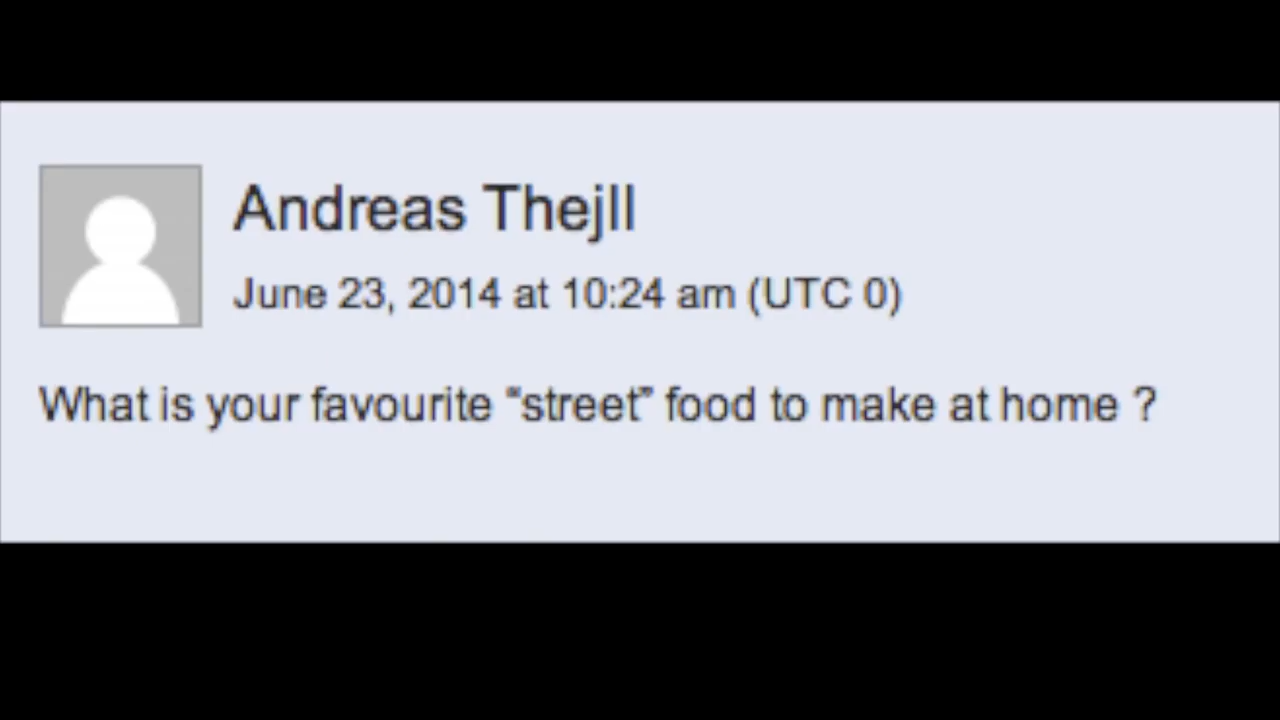 Andreas Thejll
June 23, 2014 at 10:24 am (UTC 0)
What is your favourite “street” food to make at home ?